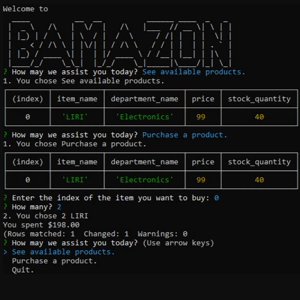 Welcome to
BAMAZON
? How may we assist you today? See available products.
1. You chose See available products.
(index) item_name department_name price stock_quantity
0 'LIRI' 'Electronics' 99 40
? How may we assist you today? Purchase a product.
1. You chose Purchase a product.
(index) item_name department_name price stock_quantity
0 'LIRI' 'Electronics' 99 40
? Enter the index of the item you want to buy: 0
? How many? 2
2. You chose 2 LIRI
You spent $198.00
(Rows matched: 1 Changed: 1 Warnings: 0
? How may we assist you today? (Use arrow keys)
> See available products.
Purchase a product.
Quit.